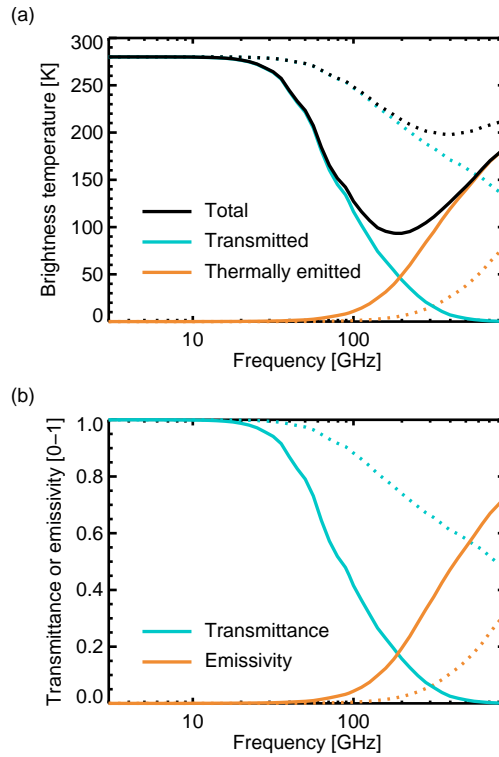 (a)
300
250
200
150
100
50
0
Brightness temperature [K]
Total
Transmitted
Thermally emitted
10
100
Frequency [GHz]
(b)
1.0
0.8
0.6
0.4
0.2
0.0
Transmittance or emissivity [0−1]
Transmittance
Emissivity
10
100
Frequency [GHz]